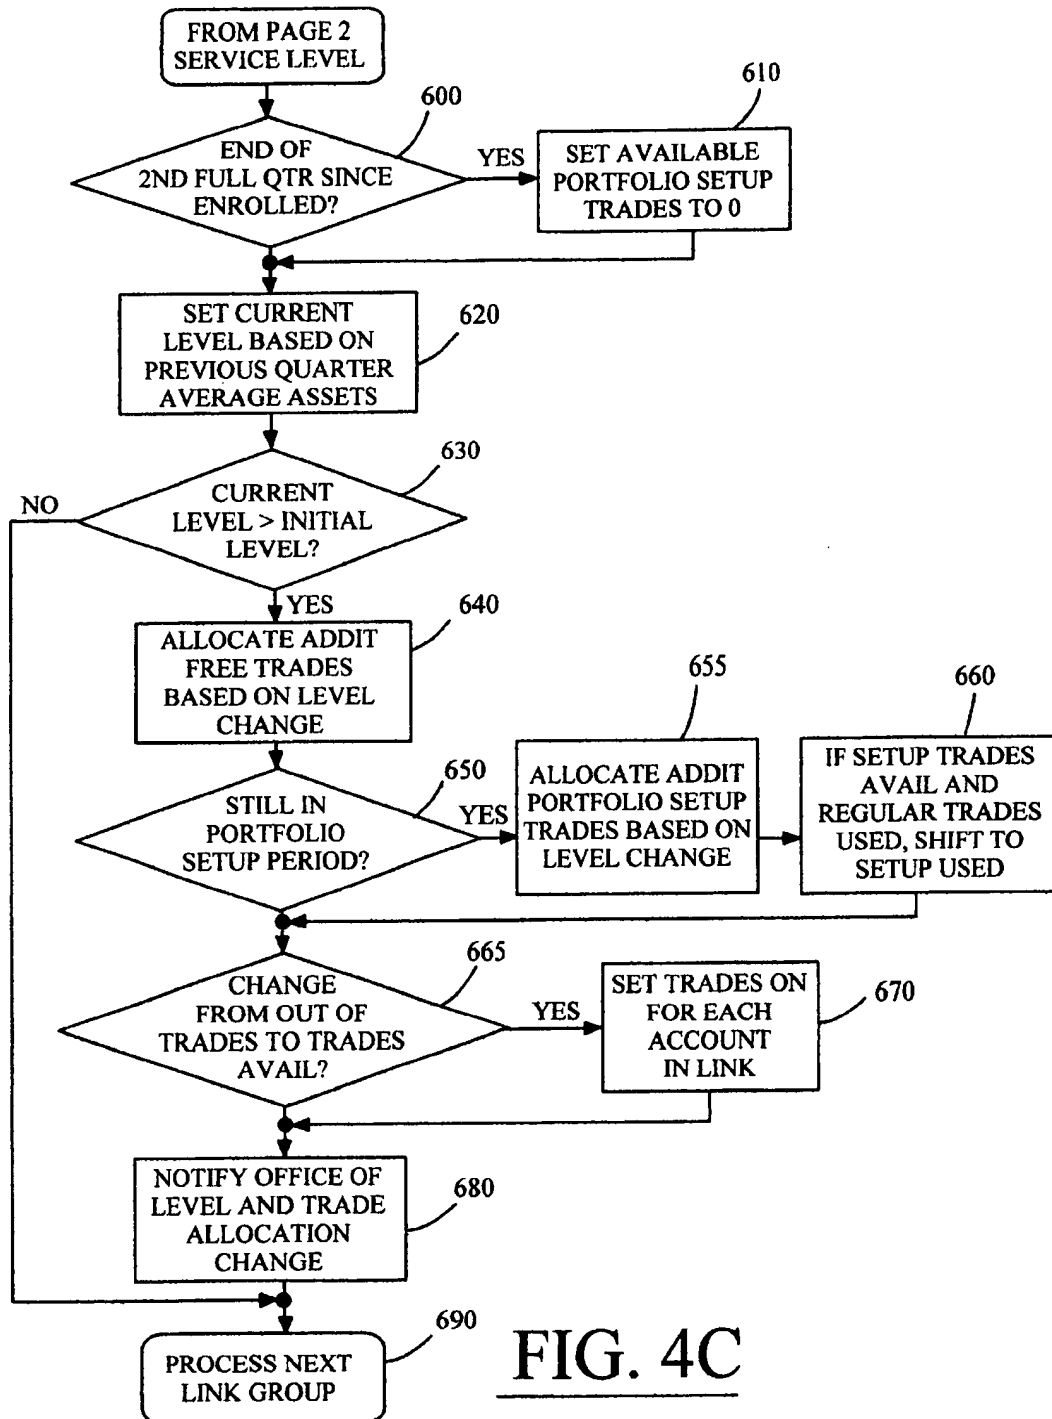 FROM PAGE 2
SERVICE LEVEL
600
END OF
2ND FULL QTR SINCE
ENROLLED?
YES
610
SET AVAILABLE
PORTFOLIO SETUP
TRADES TO 0
SET CURRENT
LEVEL BASED ON
PREVIOUS QUARTER
AVERAGE ASSETS
620
630
NO
CURRENT
LEVEL > INITIAL
LEVEL?
YES
640
ALLOCATE ADDIT
FREE TRADES
BASED ON LEVEL
CHANGE
650
STILL IN
PORTFOLIO
SETUP PERIOD?
YES
655
ALLOCATE ADDIT
PORTFOLIO SETUP
TRADES BASED ON
LEVEL CHANGE
660
IF SETUP TRADES
AVAIL AND
REGULAR TRADES
USED, SHIFT TO
SETUP USED
665
CHANGE
FROM OUT OF
TRADES TO TRADES
AVAIL?
YES
SET TRADES ON
FOR EACH
ACCOUNT
IN LINK
670
NOTIFY OFFICE OF
LEVEL AND TRADE
ALLOCATION
CHANGE
680
690
PROCESS NEXT
LINK GROUP
FIG. 4C